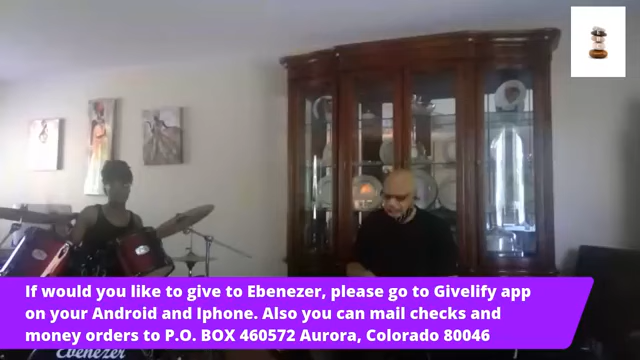 If would you like to give to Ebenezer, please go to Givelify app
on your Android and Iphone. Also you can mail checks and
money orders to P.O. BOX 460572 Aurora, Colorado 80046
Ebenezer